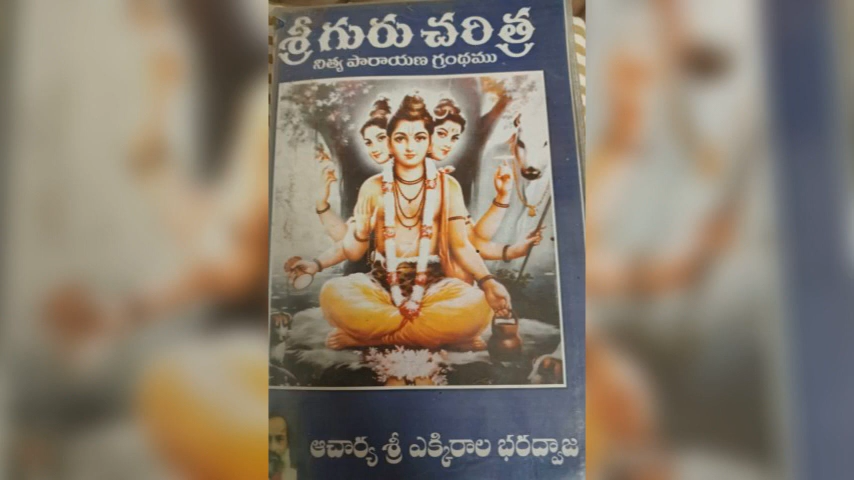 శ్రీ గురు చరిత్ర
నిత్య పారాయణ గ్రంథము
ఆచార్య శ్రీ ఎక్కిరాల భరద్వాజ